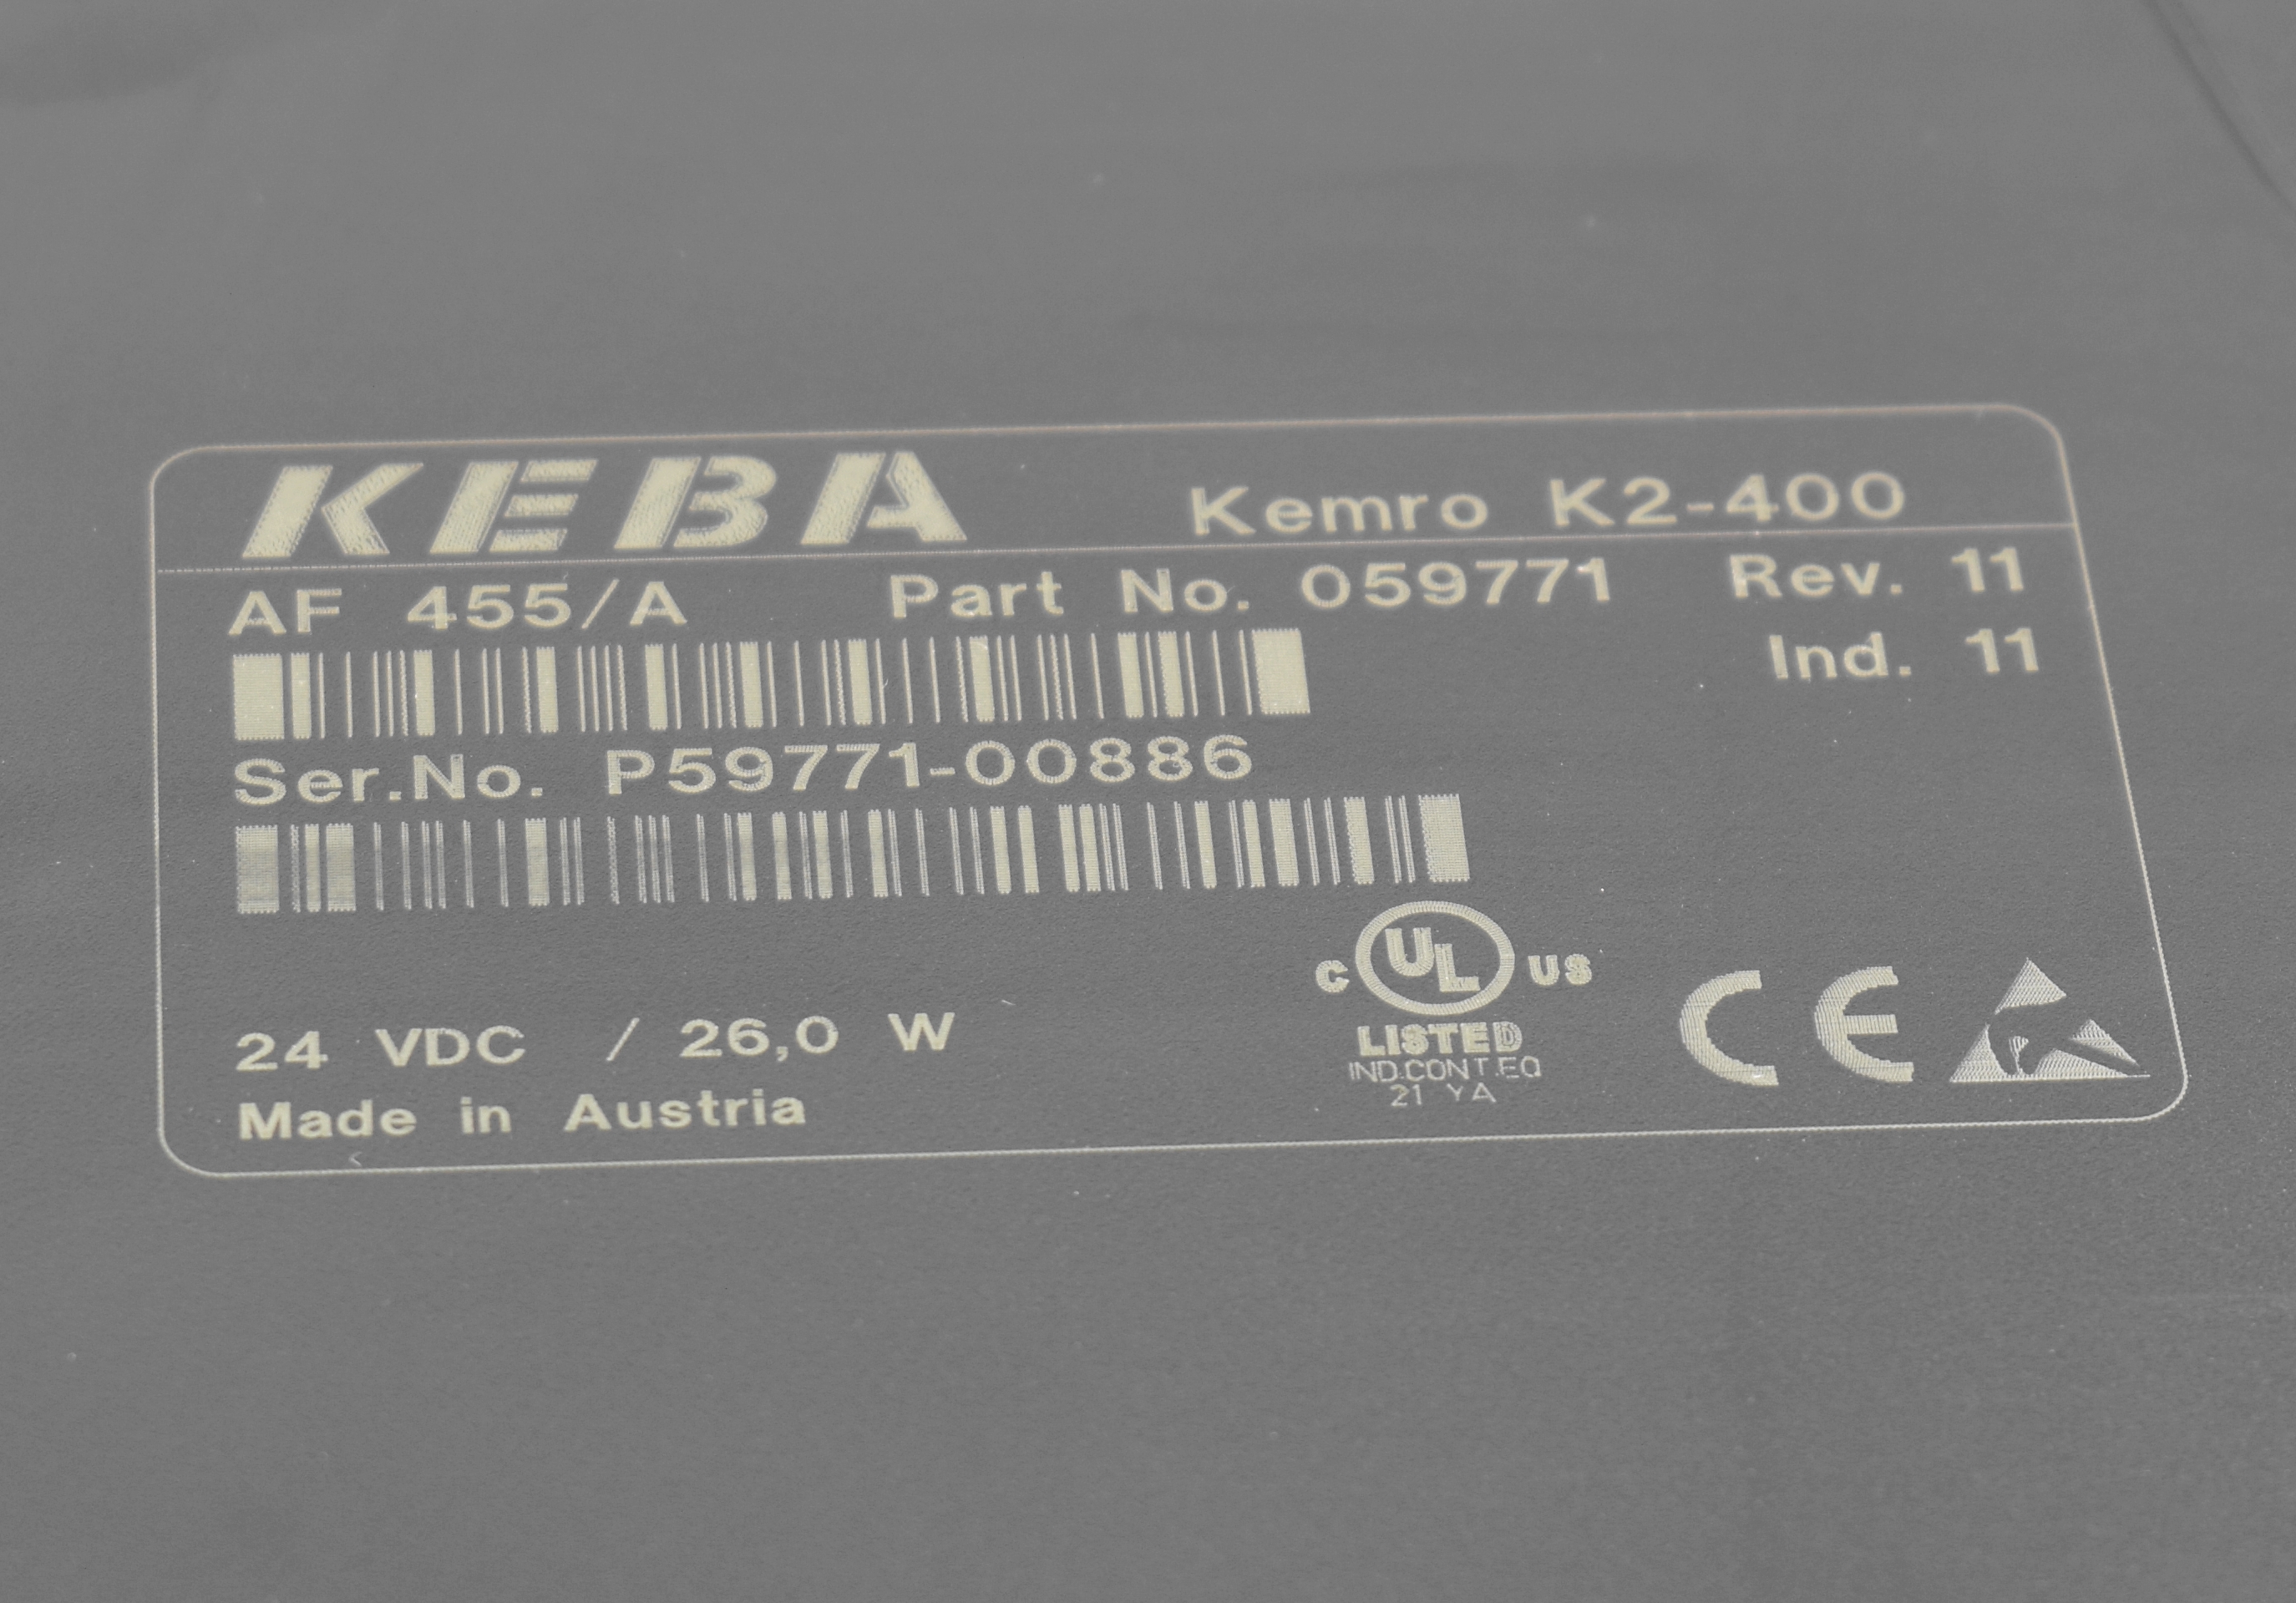 KEBA Kemro K2-400
AF 455/A Part No. 059771 Rev. 11
Ind. 11
Ser.No. P59771-00886
C UL US
LISTED
IND.CONT.EQ
21 YA
CE
24 VDC / 26,0 W
Made in Austria